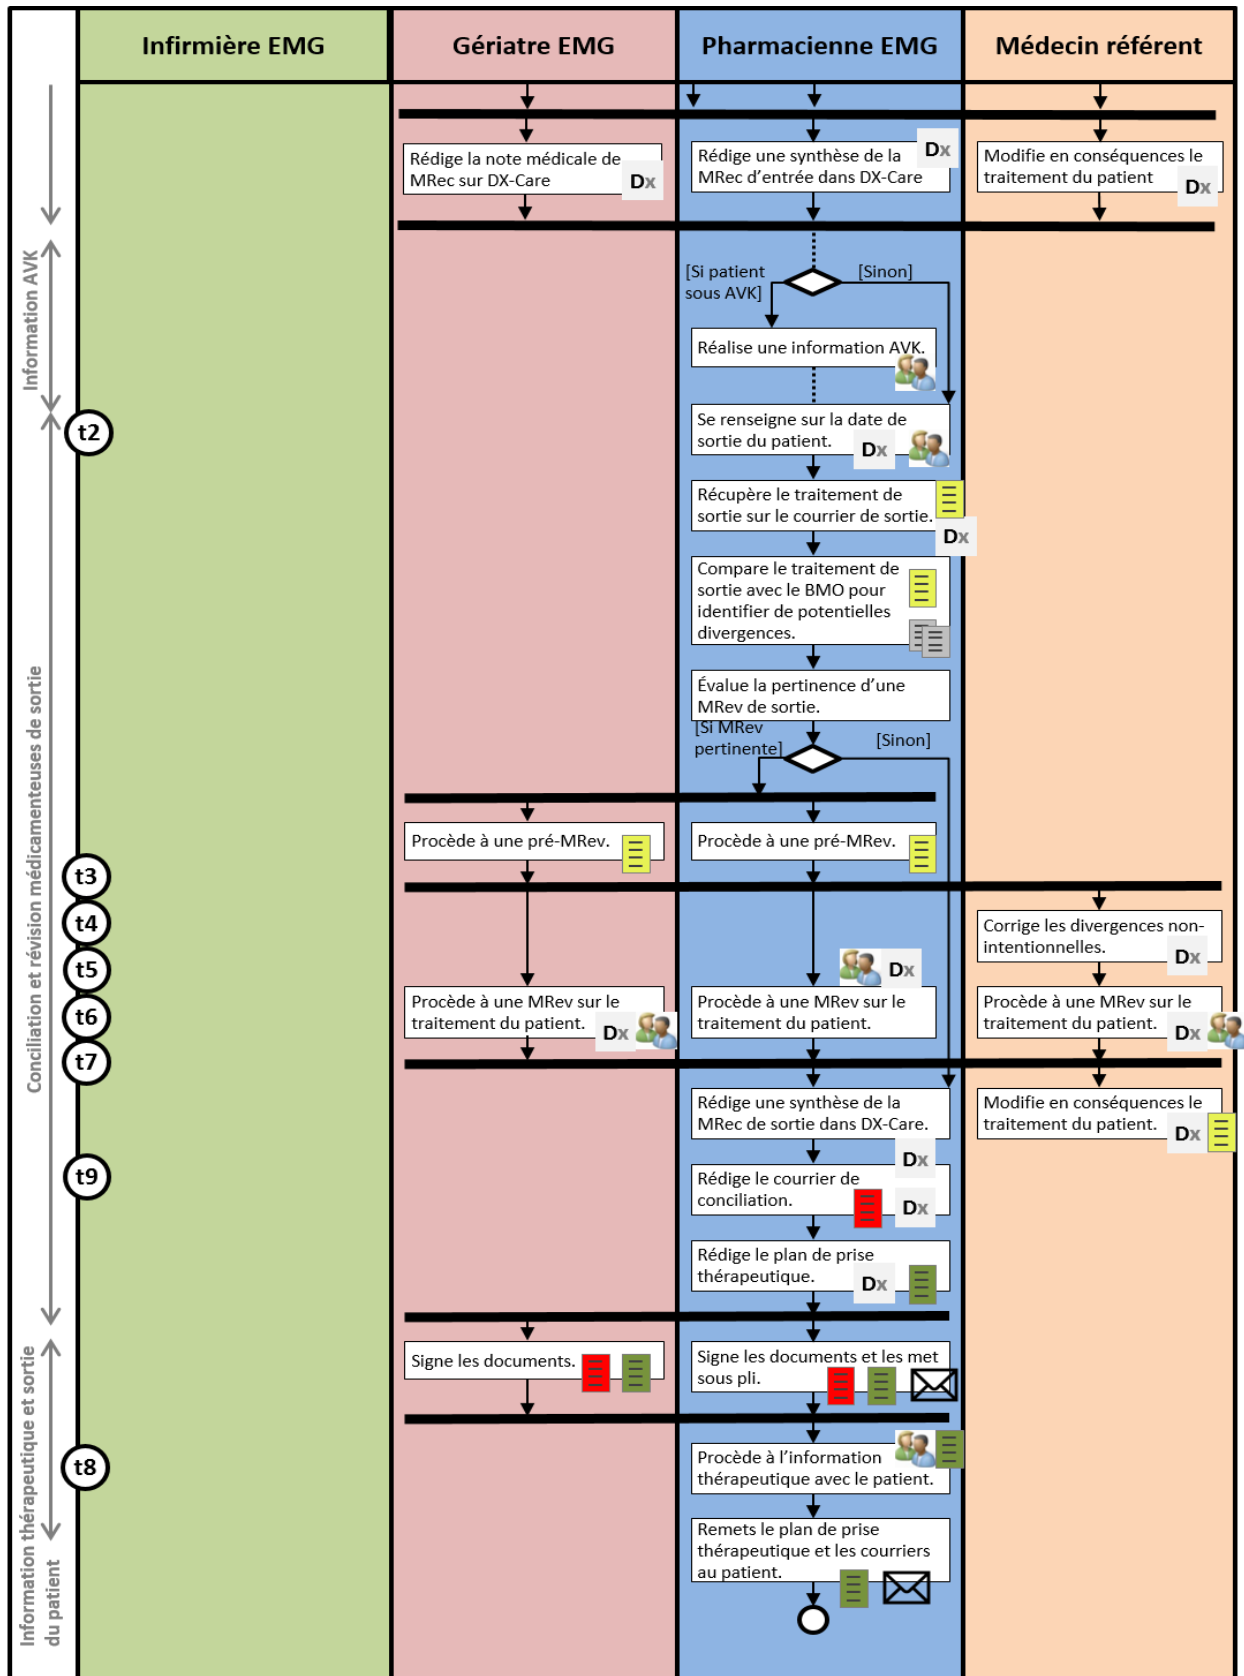 Infirmière EMG
Gériatre EMG
Pharmacienne EMG
Médecin référent
Rédige la note médicale de
MRec sur DX-Care
Dx
Rédige une synthèse de la
MRec d'entrée dans DX-Care
Dx
Modifie en conséquences le
traitement du patient
Dx
Information AVK
[Si patient
sous AVK]
[Sinon]
Réalise une information AVK.
t2
Se renseigne sur la date de
sortie du patient.
Dx
Récupère le traitement de
sortie sur le courrier de sortie.
Dx
Compare le traitement de
sortie avec le BMO pour
identifier de potentielles
divergences.
Conciliation et révision médicamenteuses de sortie
Évalue la pertinence d'une
MRev de sortie.
[Si MRev
pertinente]
[Sinon]
Procède à une pré-MRev.
Procède à une pré-MRev.
t3
t4
Corrige les divergences non-
intentionnelles.
Dx
t5
Dx
t6
Procède à une MRev sur le
traitement du patient.
Dx
Procède à une MRev sur le
traitement du patient.
Procède à une MRev sur le
traitement du patient.
Dx
t7
Rédige une synthèse de la
MRec de sortie dans DX-Care.
Dx
Modifie en conséquences le
traitement du patient.
Dx
t9
Rédige le courrier de
conciliation.
Dx
Rédige le plan de prise
thérapeutique.
Dx
Information thérapeutique et sortie
du patient
Signe les documents.
Signe les documents et les met
sous pli.
t8
Procède à l'information
thérapeutique avec le patient.
Remets le plan de prise
thérapeutique et les courriers
au patient.